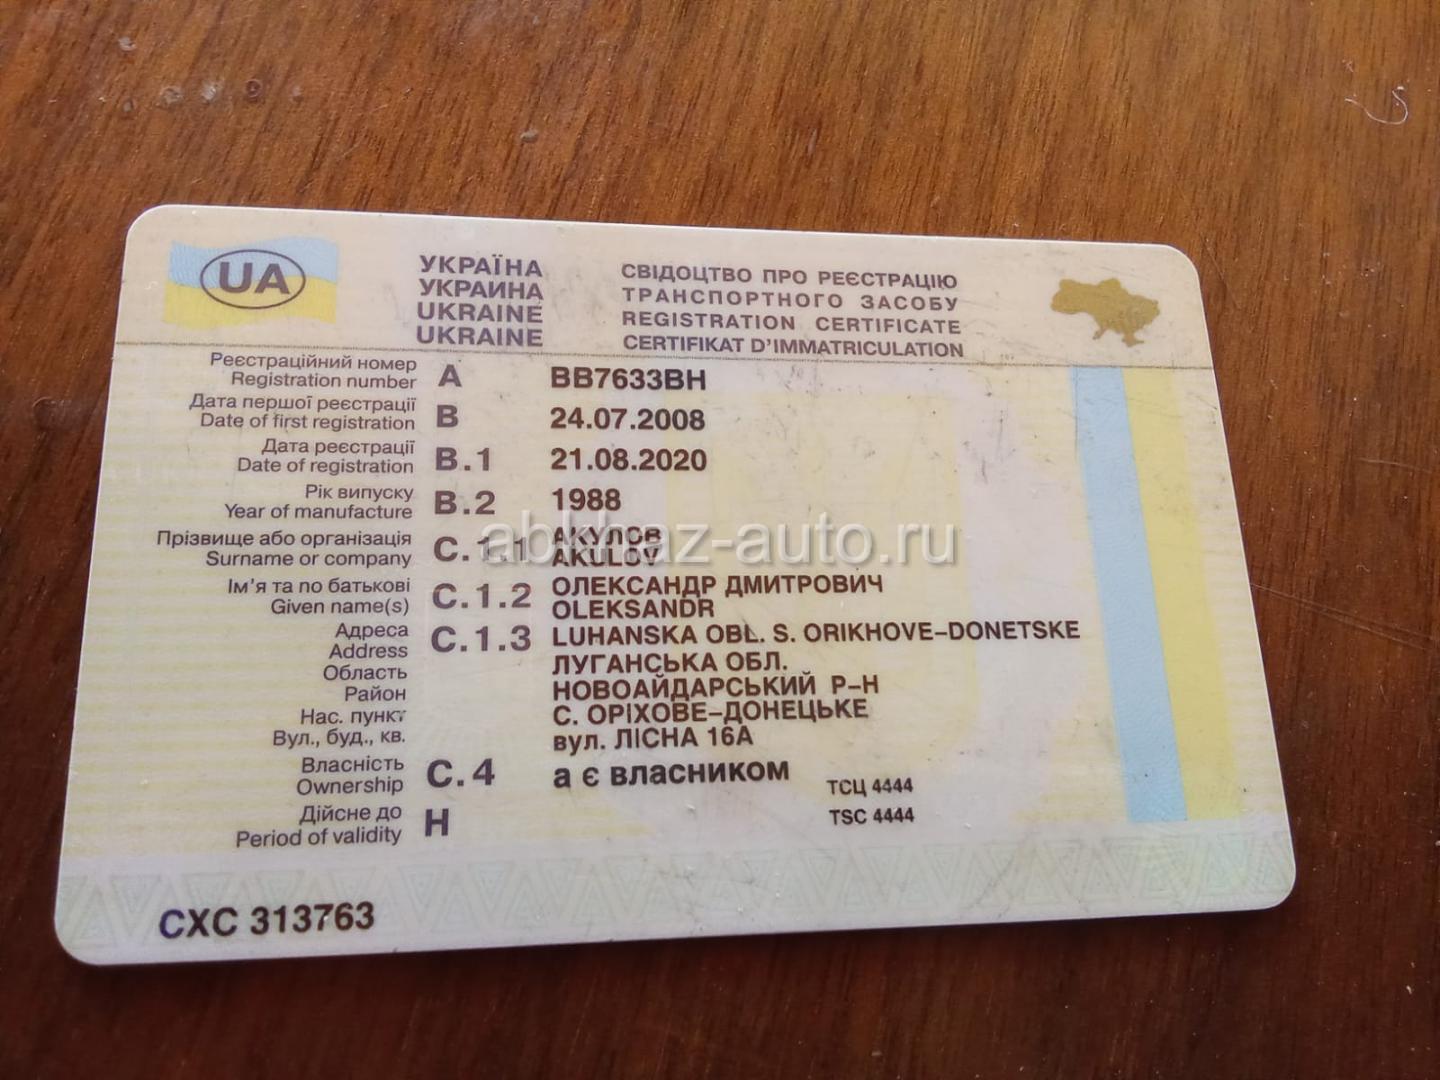 UA
УКРАЇНА
УКРАИНА
UKRAINE
UKRAINE
СВІДОЦТВО ПРО РЕЄСТРАЦІЮ
ТРАНСПОРТНОГО ЗАСОБУ
REGISTRATION CERTIFICATE
CERTIFIKAT D'IMMATRICULATION
Реєстраційний номер
Registration number
A BB7633BH
Дата першої реєстрації
Date of first registration
B 24.07.2008
Дата реєстрації
Date of registration
B.1 21.08.2020
Рік випуску
Year of manufacture
B.2 1988
Прізвище або організація
Surname or company
C.1.1 АКУЛОВ
AKULOV
Ім'я та по батькові
Given name(s)
C.1.2 ОЛЕКСАНДР ДМИТРОВИЧ
OLEKSANDR
Адреса
Address
C.1.3 LUHANSKA OBL. S. ORIKHOVE-DONETSKE
Область ЛУГАНСЬКА ОБЛ.
Район НОВОАЙДАРСЬКИЙ Р-Н
Нас. пункт С. ОРІХОВЕ-ДОНЕЦЬКЕ
Вул., буд., кв. вул. ЛІСНА 16А
Власність
Ownership
C.4 а є власником
ТСЦ 4444
TSC 4444
Дійсне до
Period of validity
H
СХС 313763
abkhaz-auto.ru